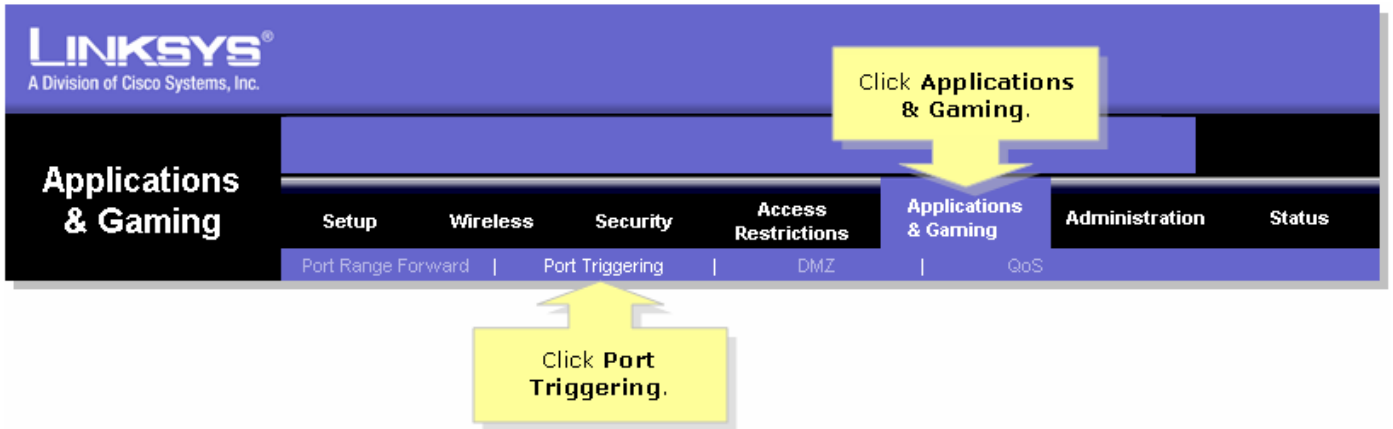 LINKSYS®
A Division of Cisco Systems, Inc.
Click Applications
& Gaming.
Applications
& Gaming
Setup Wireless Security Access Restrictions Applications & Gaming Administration Status
Port Range Forward | Port Triggering | DMZ | QoS
Click Port
Triggering.